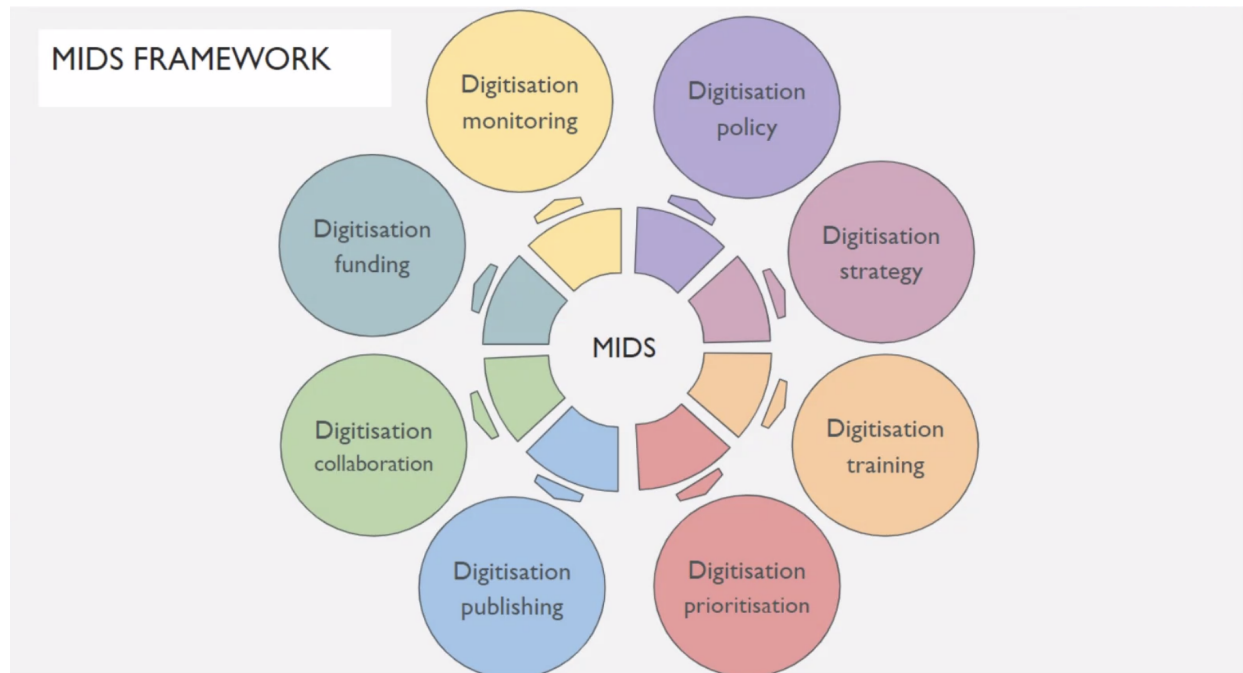 MIDS FRAMEWORK
Digitisation
monitoring
Digitisation
policy
Digitisation
funding
Digitisation
strategy
MIDS
Digitisation
collaboration
Digitisation
training
Digitisation
publishing
Digitisation
prioritisation